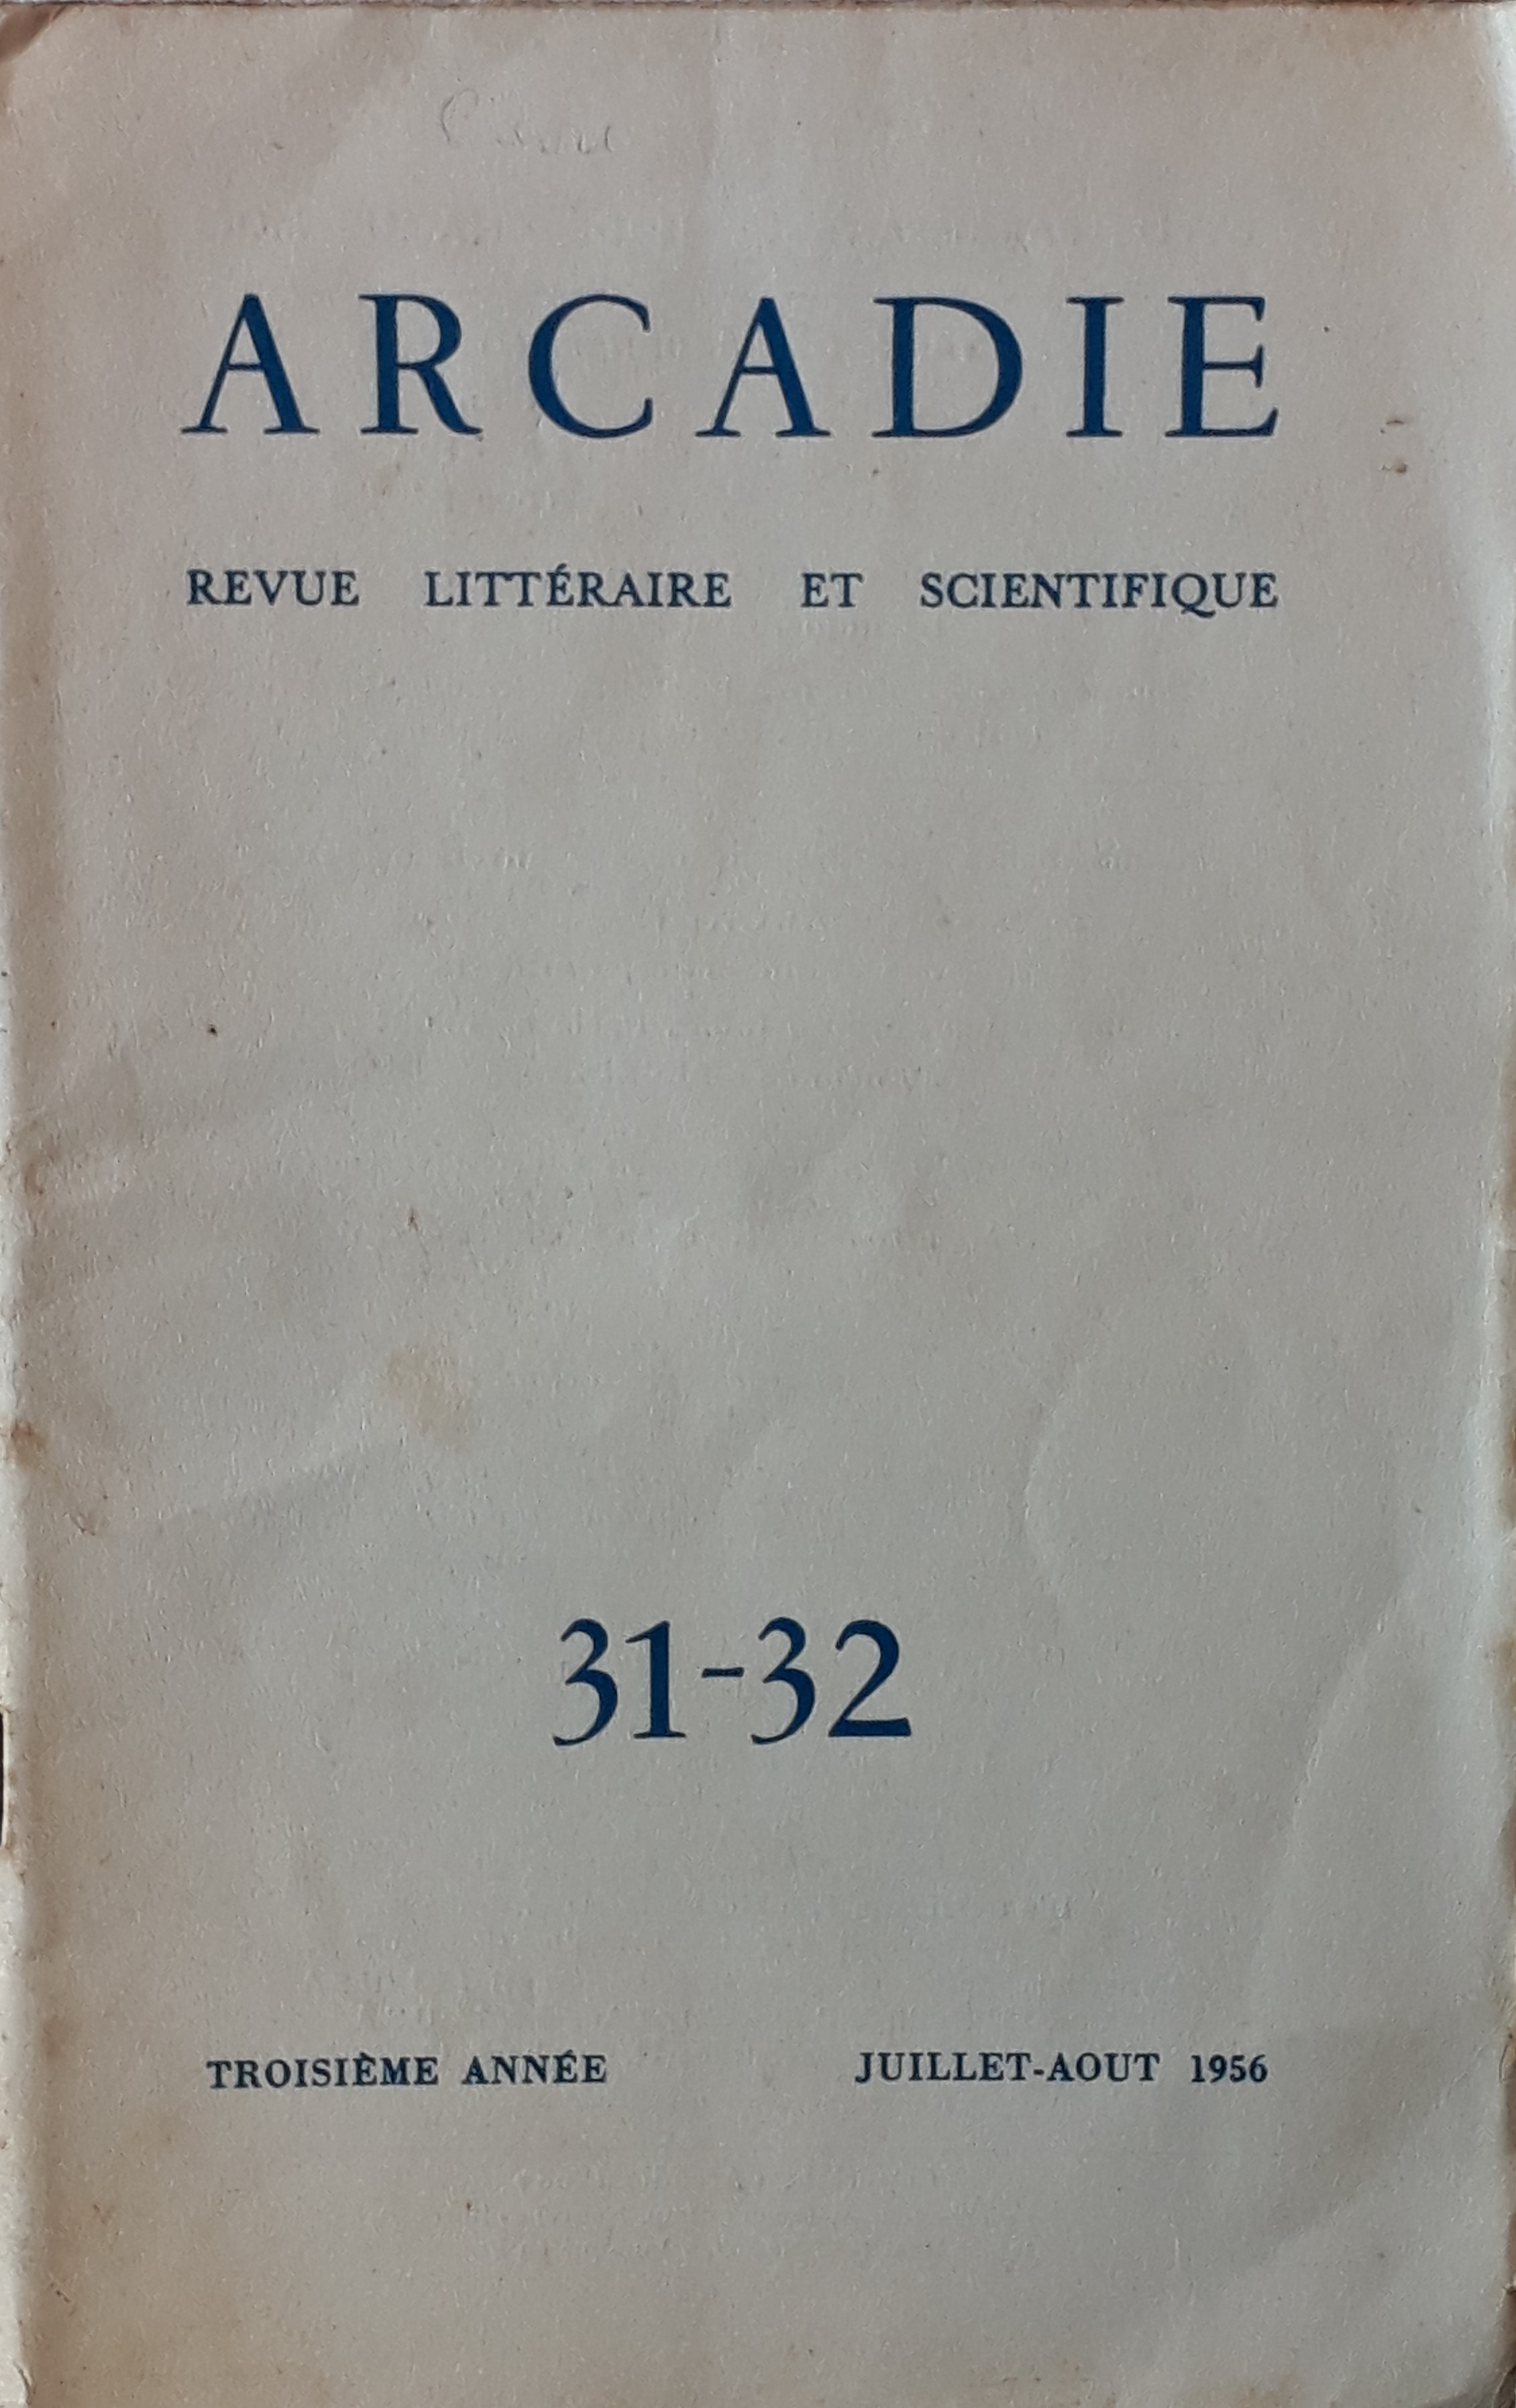 ARCADIE
REVUE LITTÉRAIRE ET SCIENTIFIQUE
31-32
TROISIÈME ANNÉE JUILLET-AOUT 1956